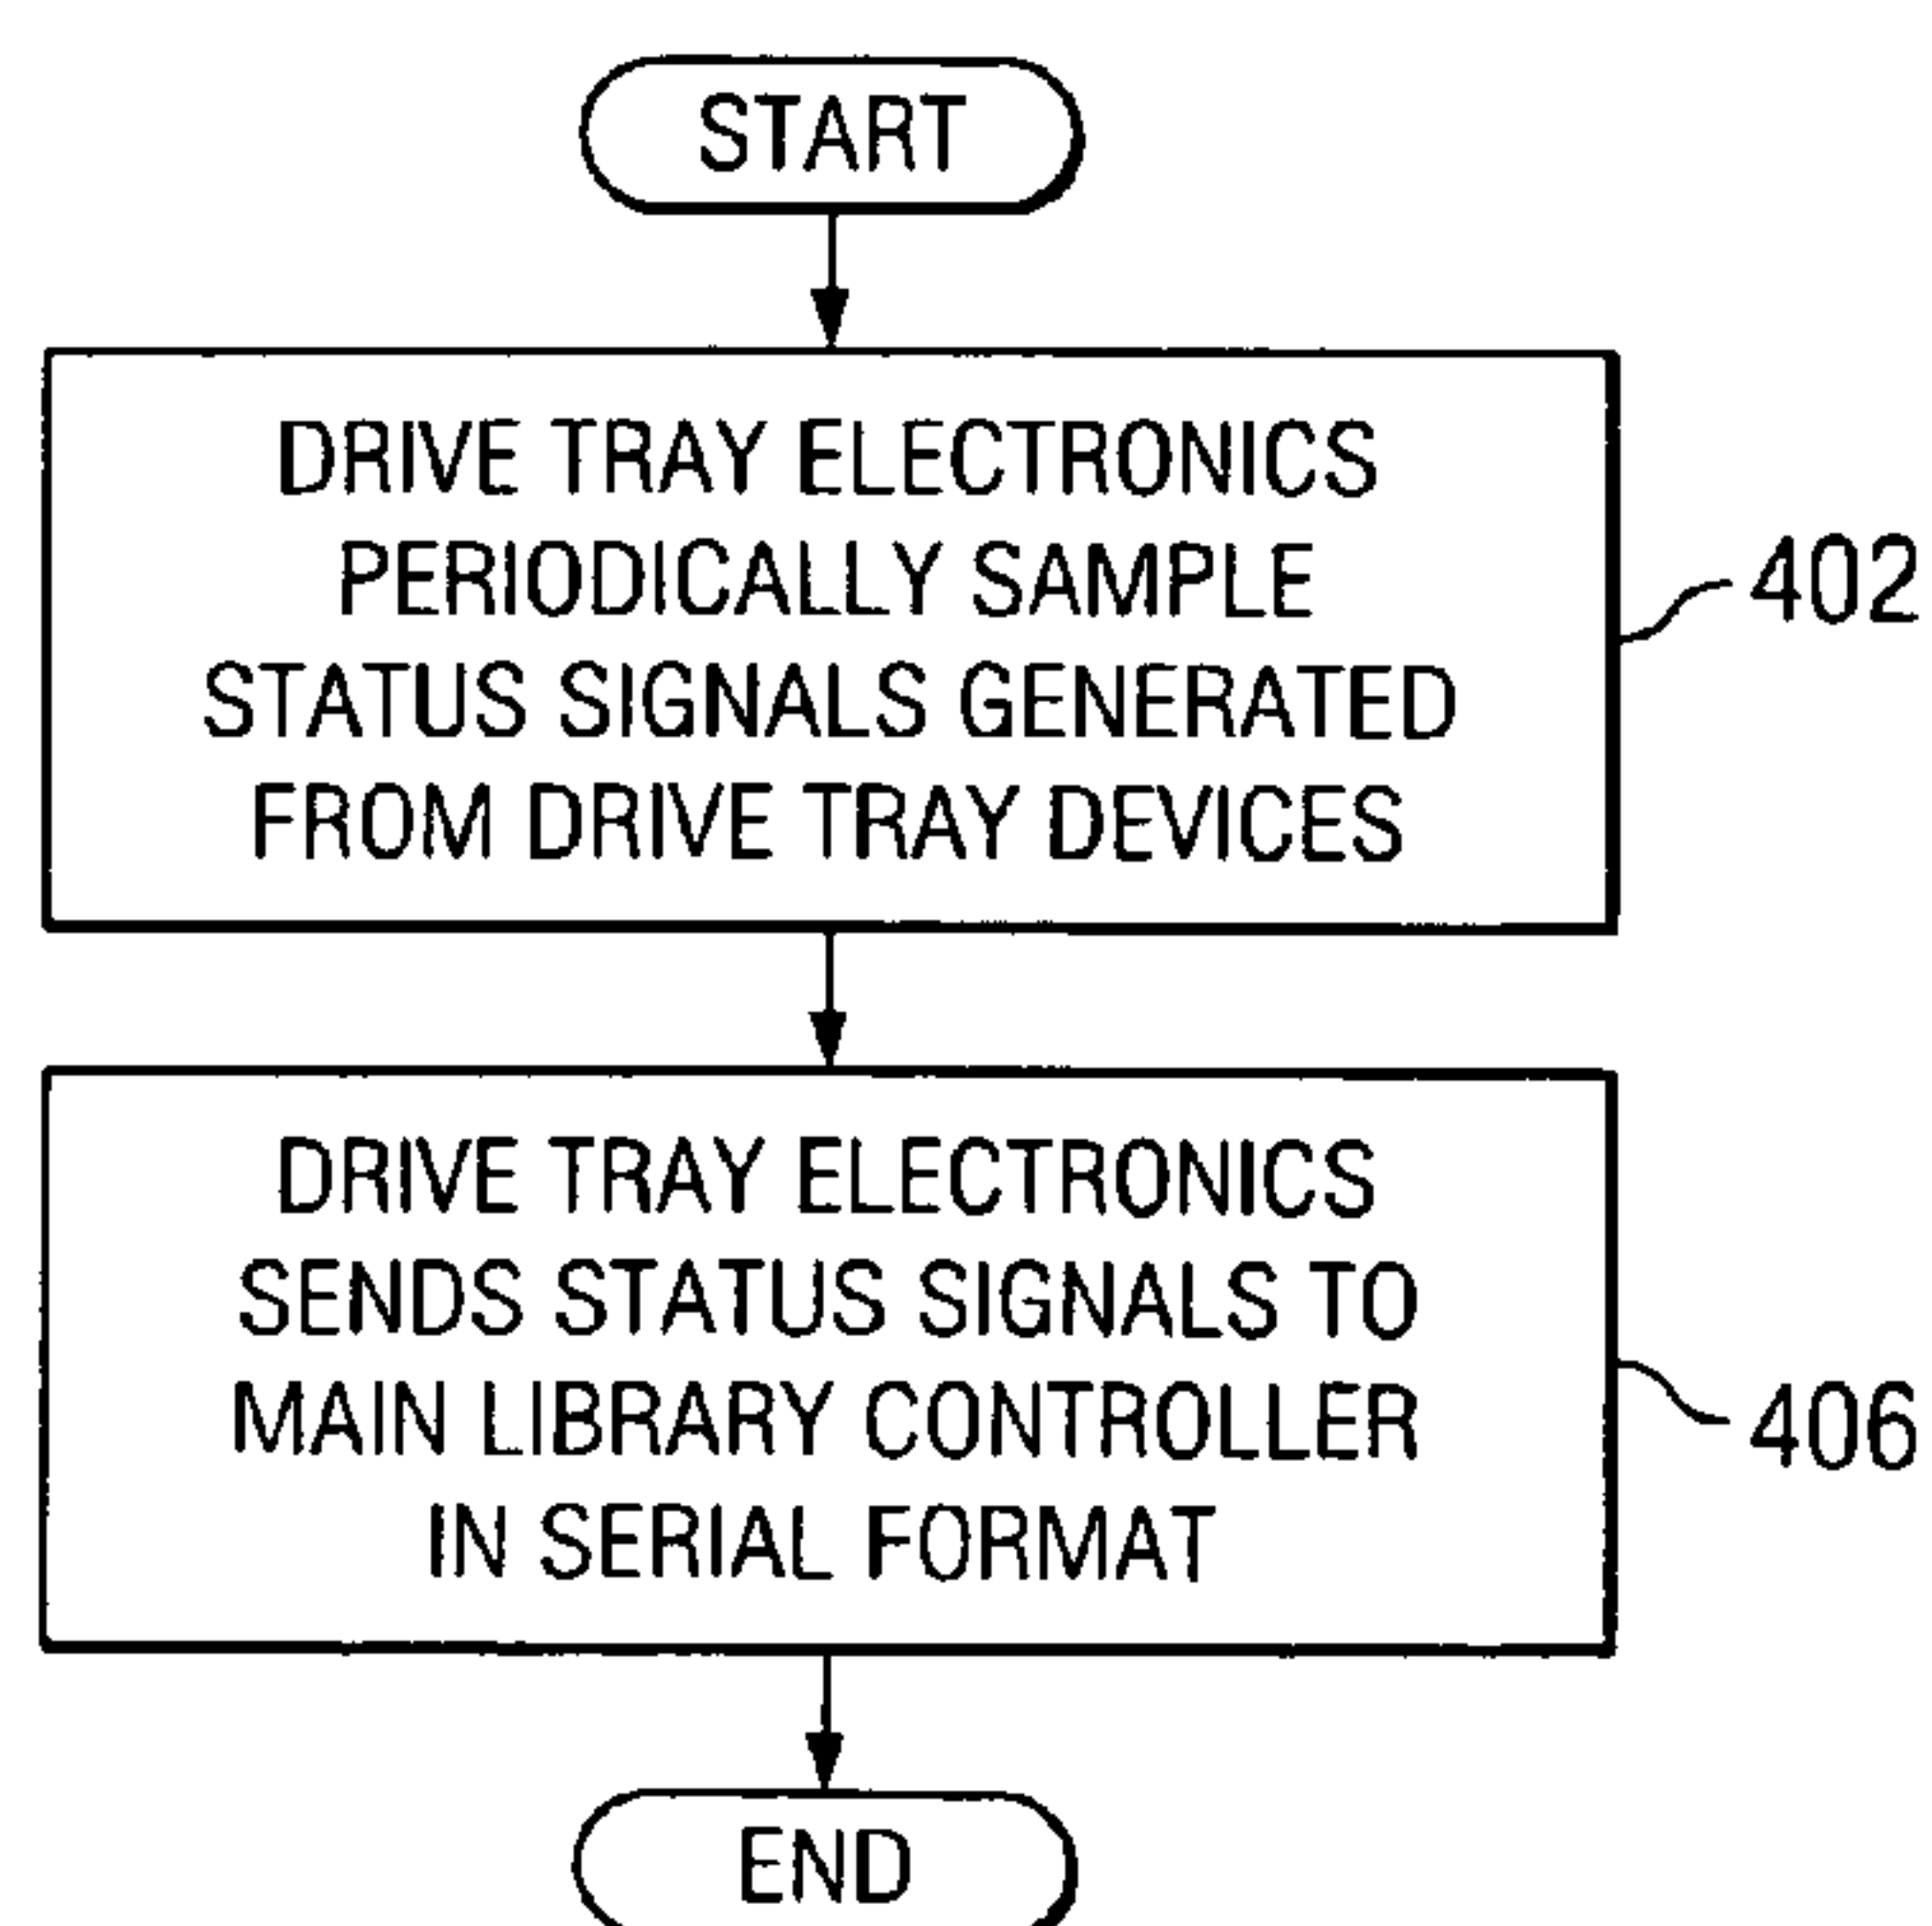 START
DRIVE TRAY ELECTRONICS
PERIODICALLY SAMPLE
STATUS SIGNALS GENERATED
FROM DRIVE TRAY DEVICES
402
DRIVE TRAY ELECTRONICS
SENDS STATUS SIGNALS TO
MAIN LIBRARY CONTROLLER
IN SERIAL FORMAT
406
END